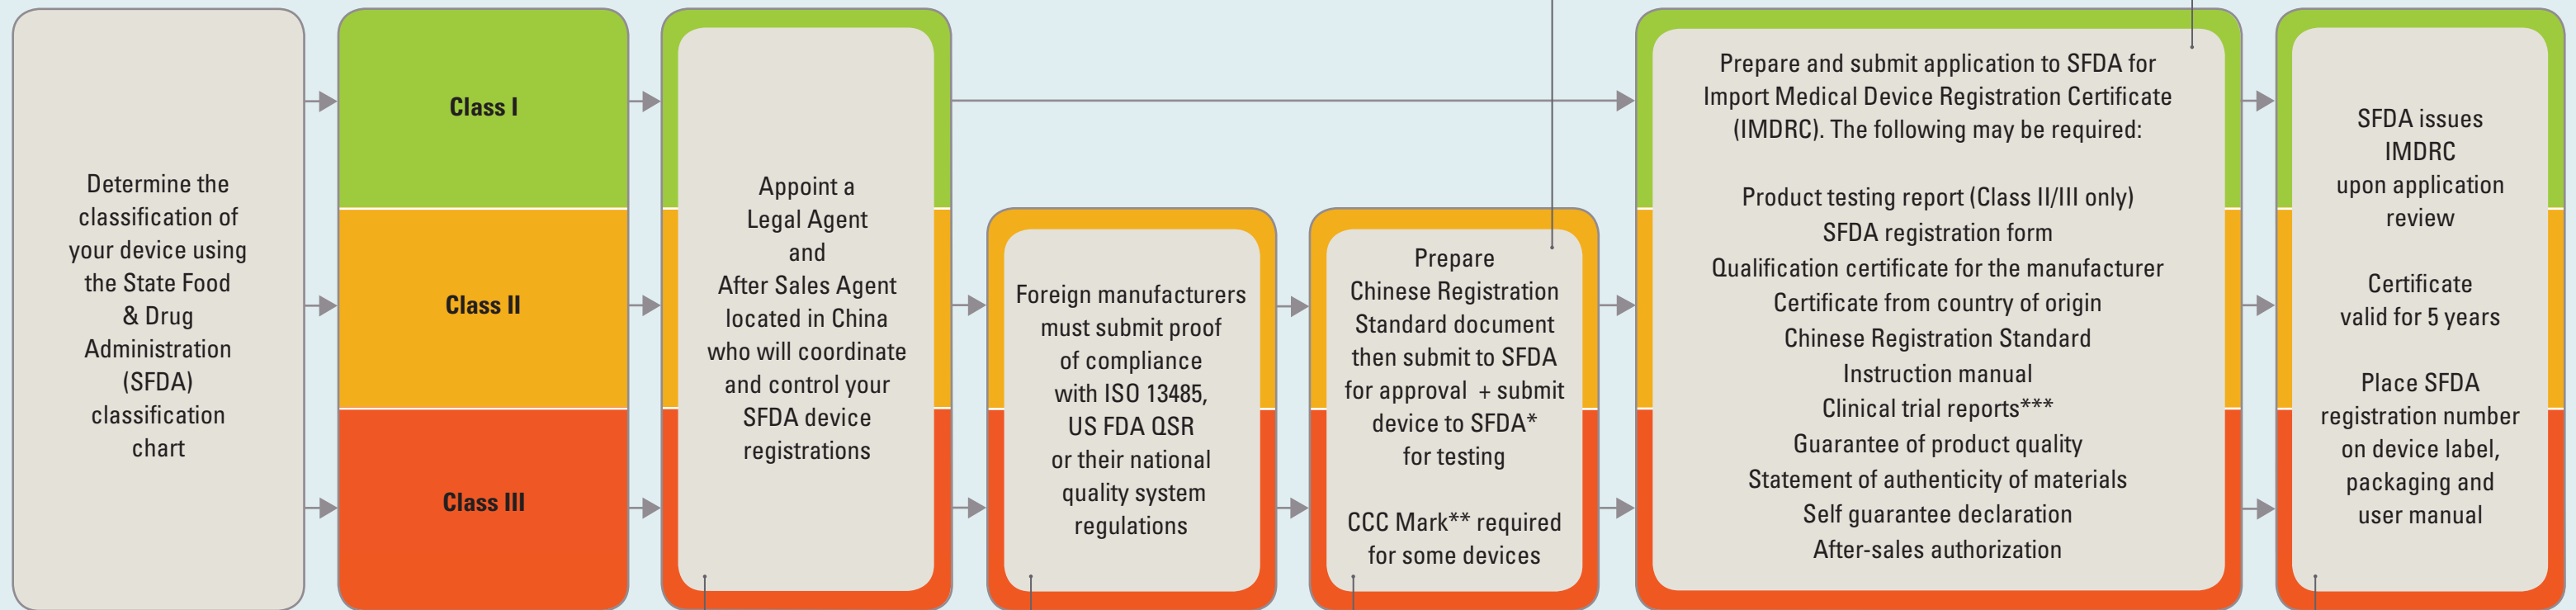 Determine the
classification of
your device using
the State Food
& Drug
Administration
(SFDA)
classification
chart
Class I
Class II
Class III
Appoint a
Legal Agent
and
After Sales Agent
located in China
who will coordinate
and control your
SFDA device
registrations
Foreign manufacturers
must submit proof
of compliance
with ISO 13485,
US FDA QSR
or their national
quality system
regulations
Prepare
Chinese Registration
Standard document
then submit to SFDA
for approval + submit
device to SFDA*
for testing
CCC Mark** required
for some devices
Prepare and submit application to SFDA for
Import Medical Device Registration Certificate
(IMDRC). The following may be required:
Product testing report (Class II/III only)
SFDA registration form
Qualification certificate for the manufacturer
Certificate from country of origin
Chinese Registration Standard
Instruction manual
Clinical trial reports***
Guarantee of product quality
Statement of authenticity of materials
Self guarantee declaration
After-sales authorization
SFDA issues
IMDRC
upon application
review
Certificate
valid for 5 years
Place SFDA
registration number
on device label,
packaging and
user manual